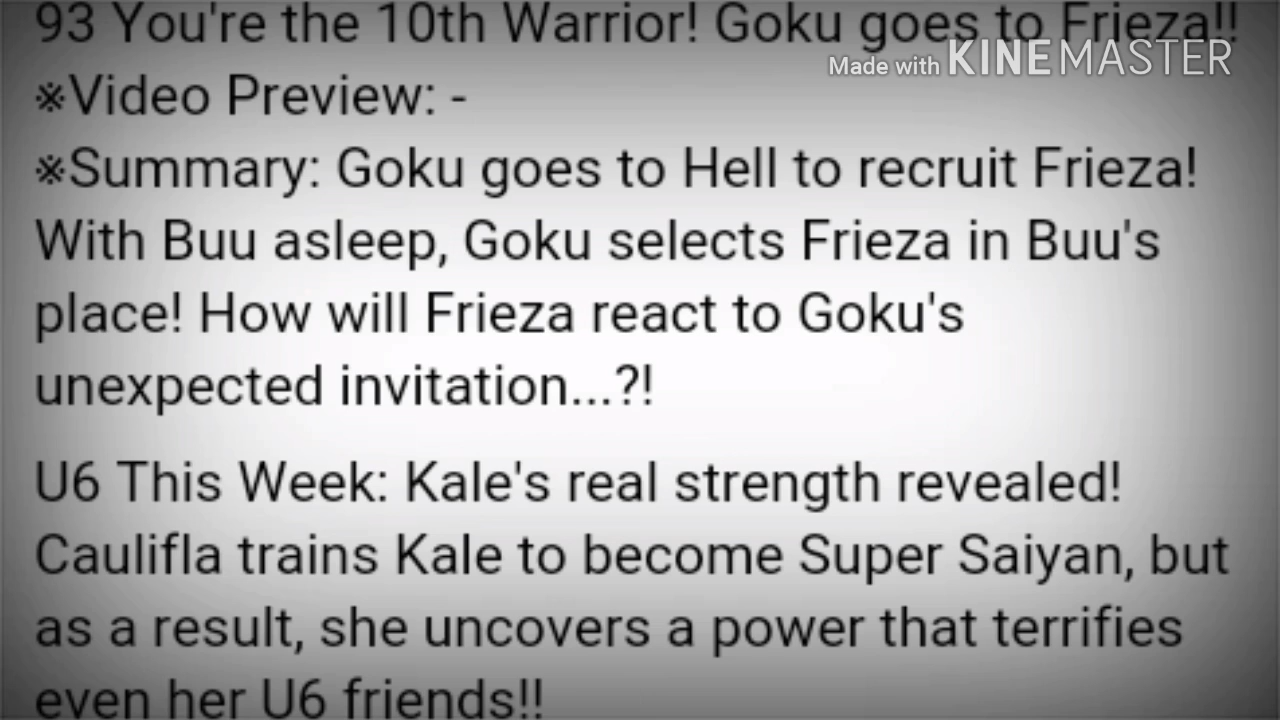 93 You're the 10th Warrior! Goku goes to Frieza!!
Made with KINEMASTER
※Video Preview: -
※Summary: Goku goes to Hell to recruit Frieza!
With Buu asleep, Goku selects Frieza in Buu's
place! How will Frieza react to Goku's
unexpected invitation...?!
U6 This Week: Kale's real strength revealed!
Caulifla trains Kale to become Super Saiyan, but
as a result, she uncovers a power that terrifies
even her U6 friends!!